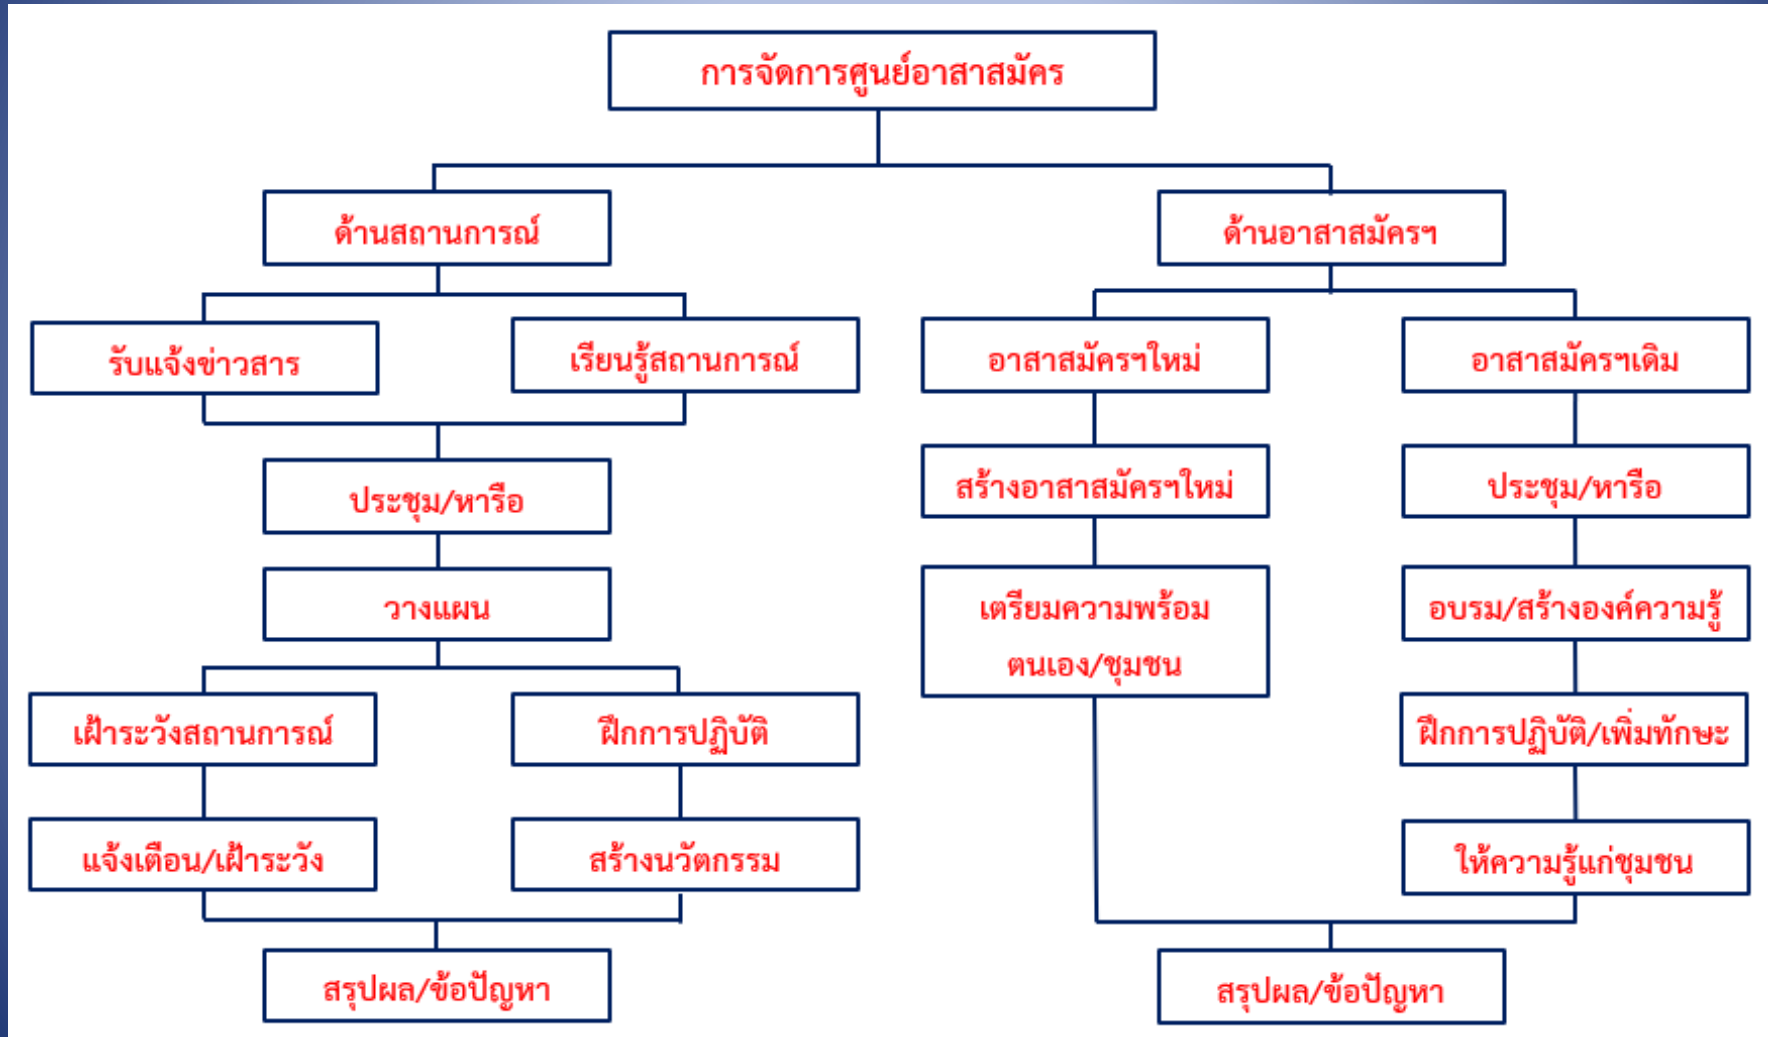 การจัดการศูนย์อาสาสมัคร
ด้านสถานการณ์
ด้านอาสาสมัครฯ
รับแจ้งข่าวสาร
เรียนรู้สถานการณ์
อาสาสมัครฯใหม่
อาสาสมัครฯเดิม
ประชุม/หารือ
สร้างอาสาสมัครฯใหม่
ประชุม/หารือ
วางแผน
เตรียมความพร้อม
ตนเอง/ชุมชน
อบรม/สร้างองค์ความรู้
เฝ้าระวังสถานการณ์
ฝึกการปฏิบัติ
ฝึกการปฏิบัติ/เพิ่มทักษะ
แจ้งเตือน/เฝ้าระวัง
สร้างนวัตกรรม
ให้ความรู้แก่ชุมชน
สรุปผล/ข้อปัญหา
สรุปผล/ข้อปัญหา